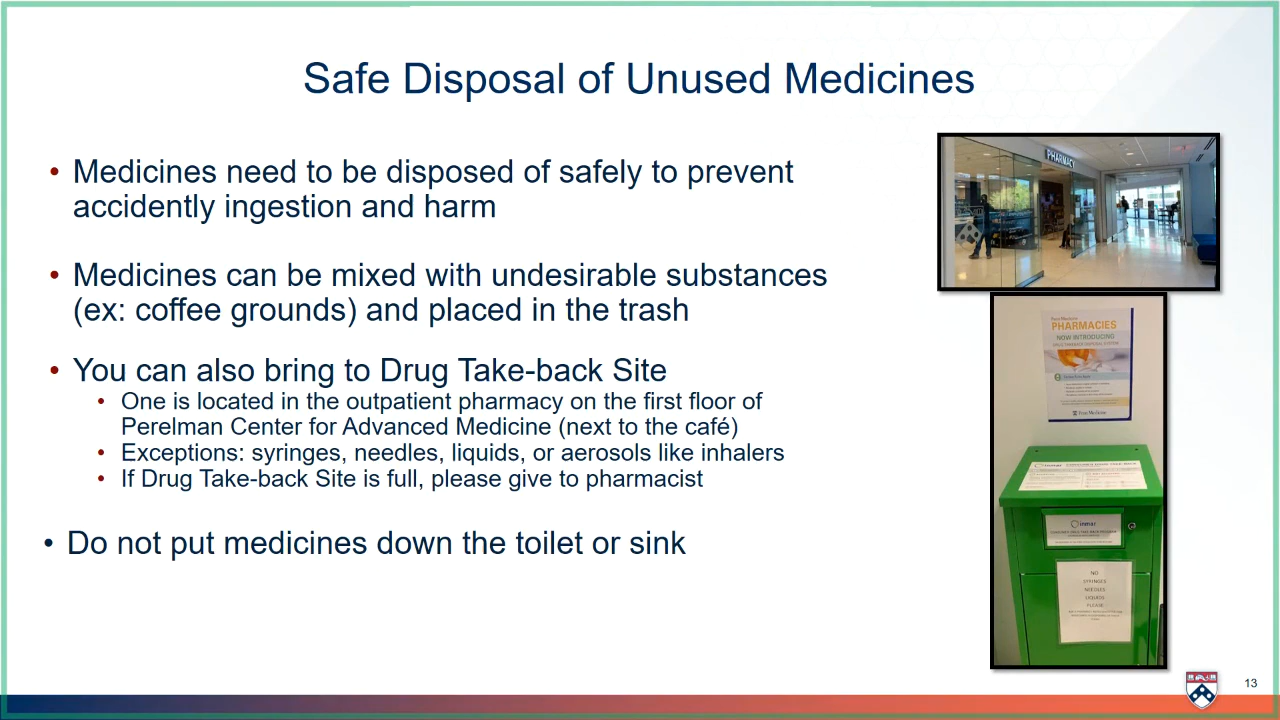 Safe Disposal of Unused Medicines
• Medicines need to be disposed of safely to prevent
accidently ingestion and harm
• Medicines can be mixed with undesirable substances
(ex: coffee grounds) and placed in the trash
• You can also bring to Drug Take-back Site
• One is located in the outpatient pharmacy on the first floor of
Perelman Center for Advanced Medicine (next to the café)
• Exceptions: syringes, needles, liquids, or aerosols like inhalers
• If Drug Take-back Site is full, please give to pharmacist
• Do not put medicines down the toilet or sink
PHARMACY
Penn Medicine
PHARMACIES
NOW INTRODUCING
Penn Medicine
inmar
inmar
NO
SYRINGES
NEEDLES
LIQUIDS
PLEASE
13